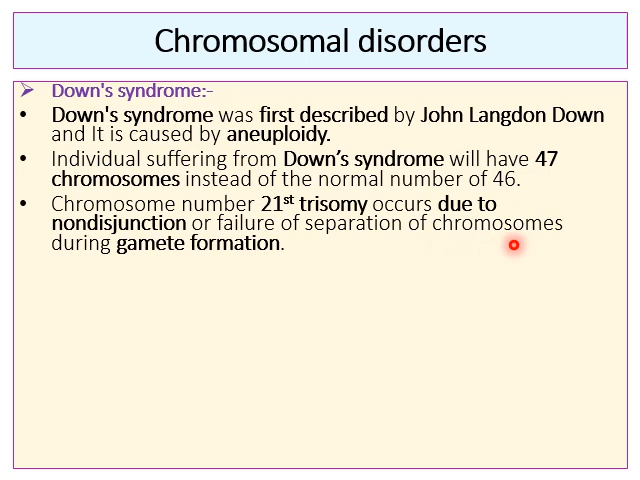 Chromosomal disorders
➢ Down's syndrome:-
• Down's syndrome was first described by John Langdon Down
and It is caused by aneuploidy.
• Individual suffering from Down’s syndrome will have 47
chromosomes instead of the normal number of 46.
• Chromosome number 21st trisomy occurs due to
nondisjunction or failure of separation of chromosomes
during gamete formation.